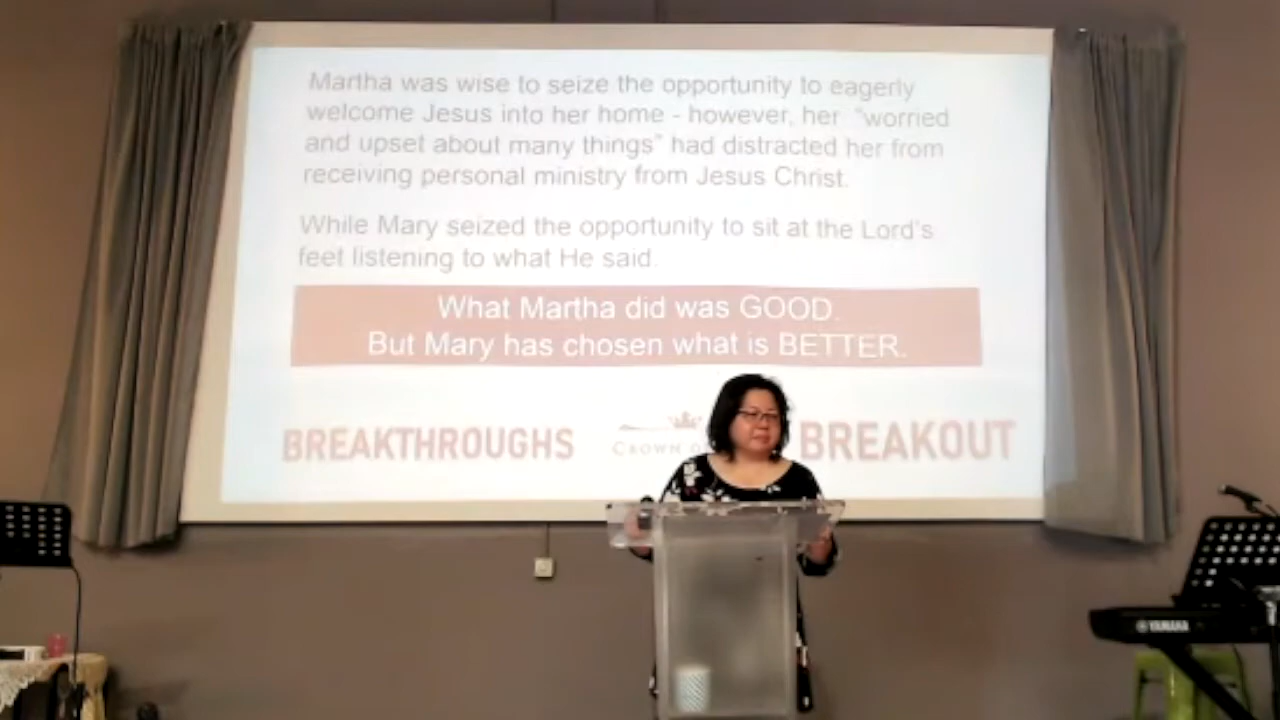 Martha was wise to seize the opportunity to eagerly
welcome Jesus into her home - however, her "worried
and upset about many things" had distracted her from
receiving personal ministry from Jesus Christ.
While Mary seized the opportunity to sit at the Lord's
feet listening to what He said.
What Martha did was GOOD.
But Mary has chosen what is BETTER.
BREAKTHROUGHS
CROWN
BREAKOUT
YAMAHA